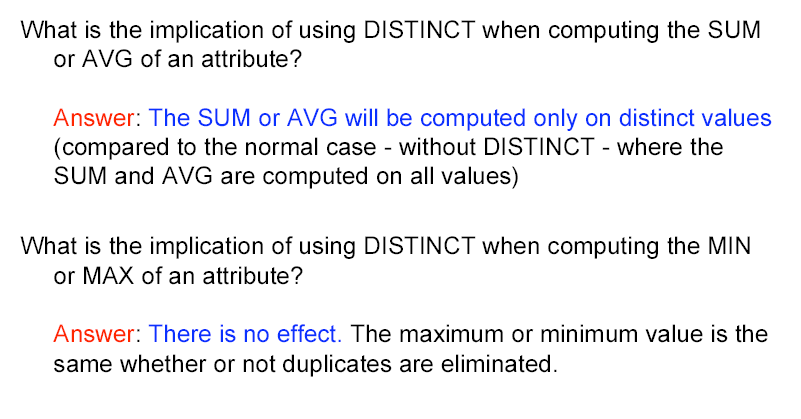 What is the implication of using DISTINCT when computing the SUM
or AVG of an attribute?
Answer: The SUM or AVG will be computed only on distinct values
(compared to the normal case - without DISTINCT - where the
SUM and AVG are computed on all values)
What is the implication of using DISTINCT when computing the MIN
or MAX of an attribute?
Answer: There is no effect. The maximum or minimum value is the
same whether or not duplicates are eliminated.